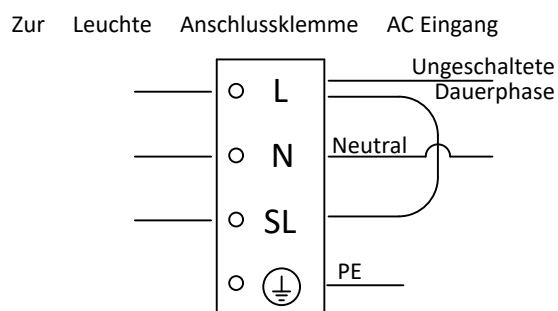 Zur Leuchte Anschlussklemme AC Eingang
Ungeschaltete
Dauerphase
L
N
Neutral
SL
PE